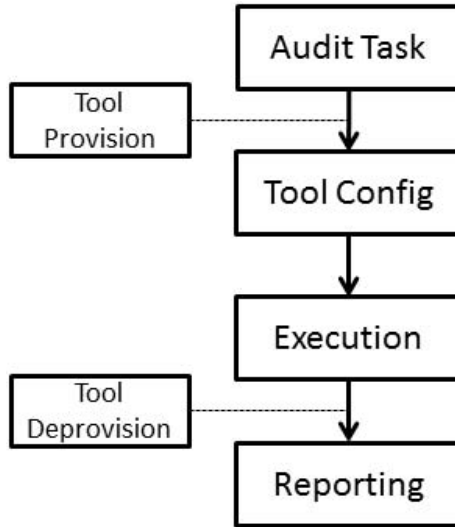 Audit Task
Tool
Provision
Tool Config
Execution
Tool
Deprovision
Reporting